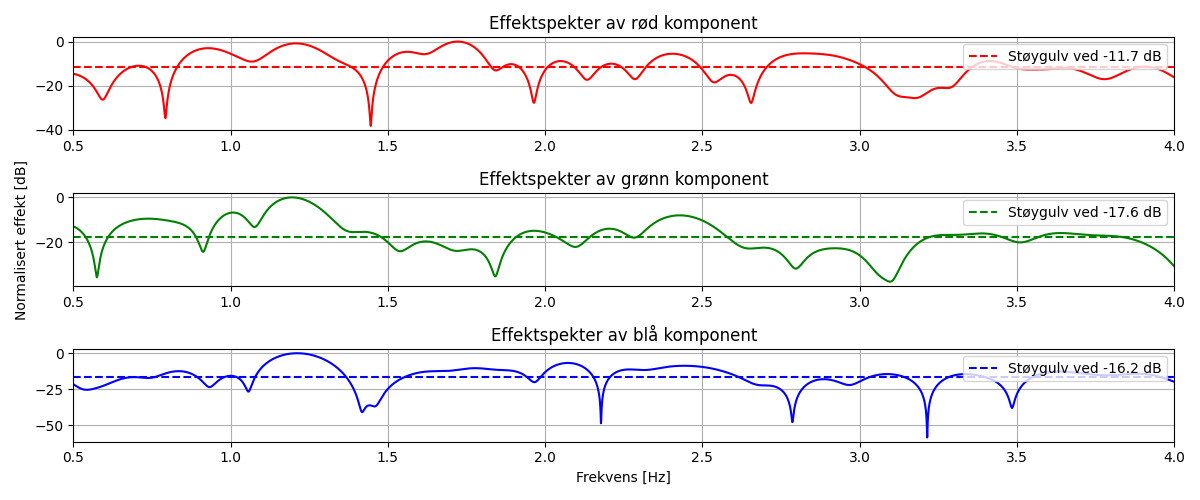 Effektspekter av rød komponent
0
−20
−40
Støygulv ved -11.7 dB
0.5 1.0 1.5 2.0 2.5 3.0 3.5 4.0
Effektspekter av grønn komponent
Normalisert effekt [dB]
0
−20
Støygulv ved -17.6 dB
0.5 1.0 1.5 2.0 2.5 3.0 3.5 4.0
Effektspekter av blå komponent
0
−25
−50
Støygulv ved -16.2 dB
0.5 1.0 1.5 2.0 2.5 3.0 3.5 4.0
Frekvens [Hz]